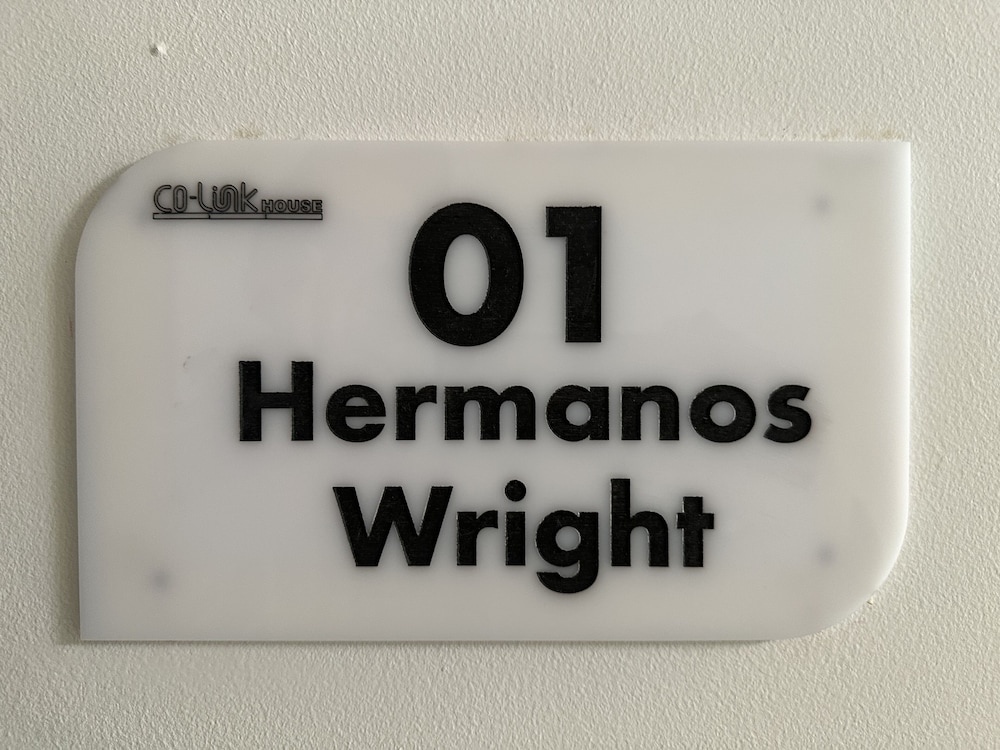 CO-LiNK HOUSE
01
Hermanos
Wright